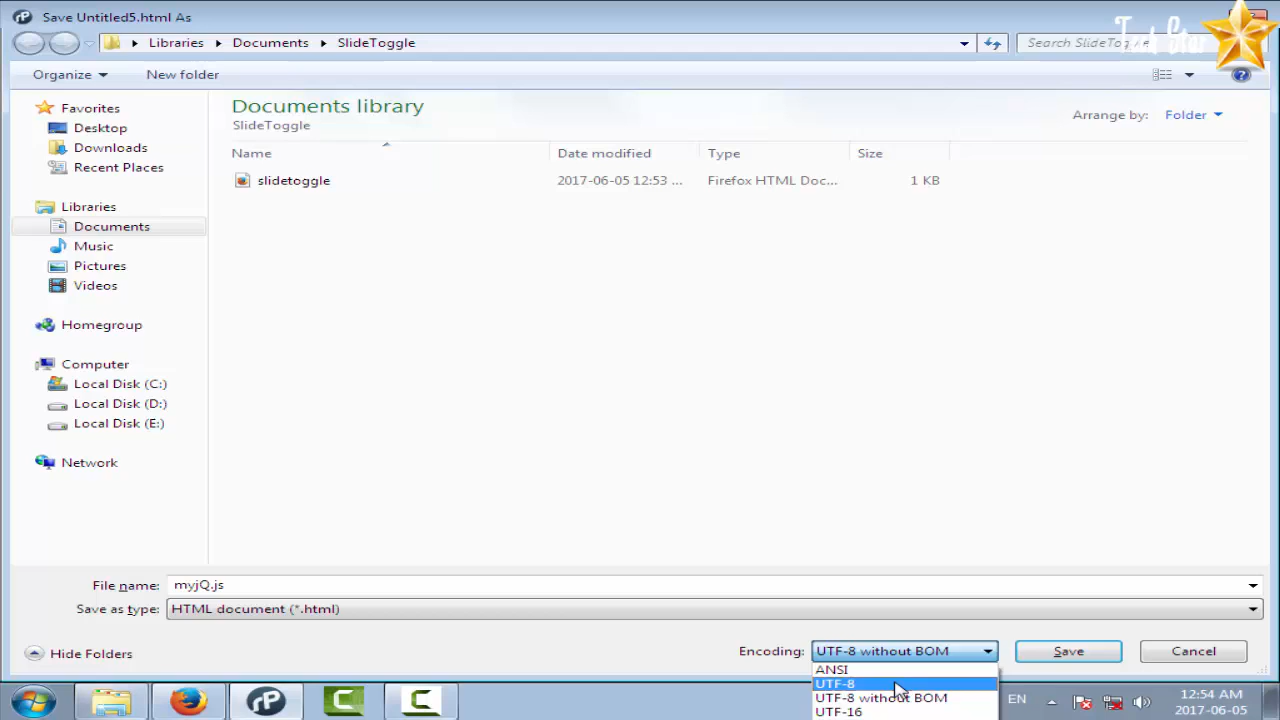 Save Untitled5.html As
Libraries
Documents
SlideToggle
Search SlideToggle
Tech Star
Organize
New folder
Favorites
Desktop
Downloads
Recent Places
Libraries
Documents
Music
Pictures
Videos
Homegroup
Computer
Local Disk (C:)
Local Disk (D:)
Local Disk (E:)
Network
Documents library
SlideToggle
Arrange by: Folder
Name Date modified Type Size
slidetoggle 2017-06-05 12:53 ... Firefox HTML Doc... 1 KB
File name: myjQ.js
Save as type: HTML document (*.html)
Hide Folders
Encoding: UTF-8 without BOM
Save
Cancel
ANSI
UTF-8
UTF-8 without BOM
UTF-16
EN
12:54 AM
2017-06-05